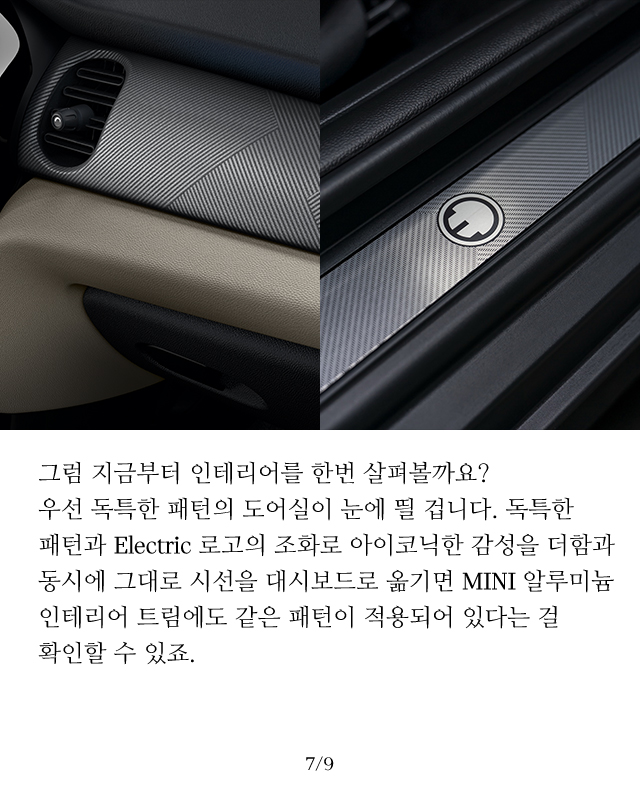 그럼 지금부터 인테리어를 한번 살펴볼까요?
우선 독특한 패턴의 도어실이 눈에 띌 겁니다. 독특한
패턴과 Electric 로고의 조화로 아이코닉한 감성을 더함과
동시에 그대로 시선을 대시보드로 옮기면 MINI 알루미늄
인테리어 트림에도 같은 패턴이 적용되어 있다는 걸
확인할 수 있죠.
7/9